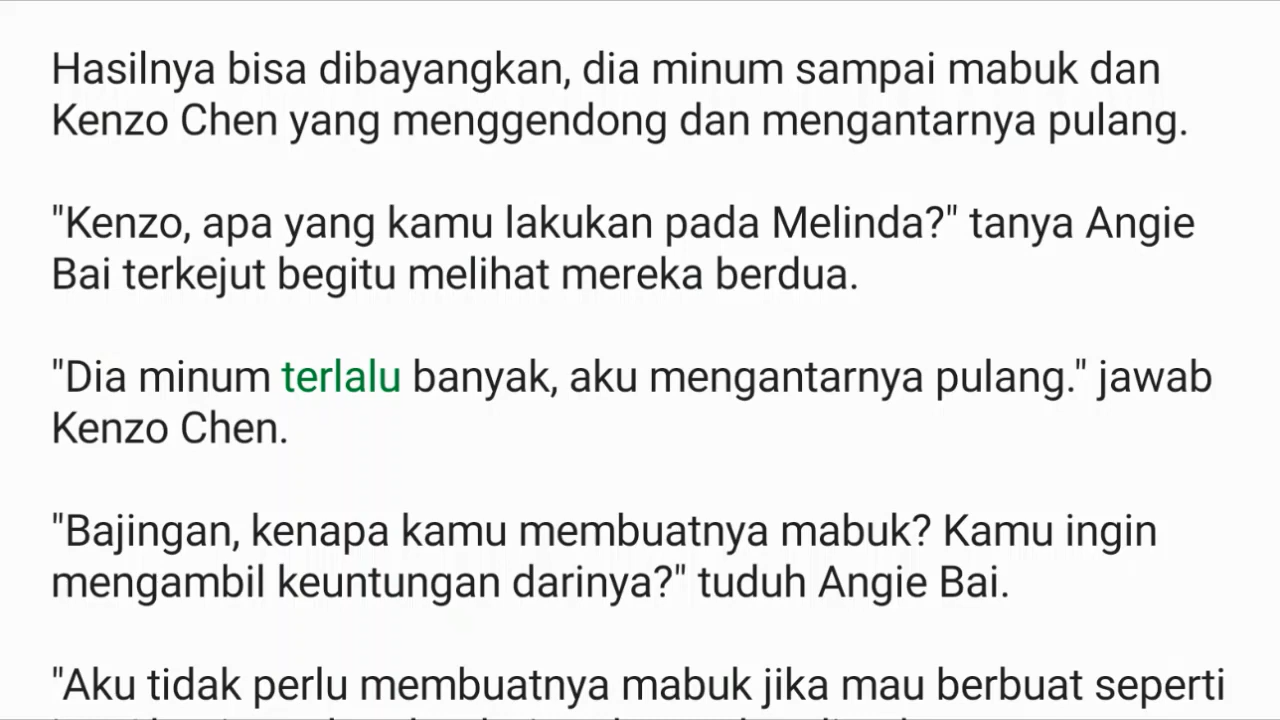 Hasilnya bisa dibayangkan, dia minum sampai mabuk dan
Kenzo Chen yang menggendong dan mengantarnya pulang.
"Kenzo, apa yang kamu lakukan pada Melinda?" tanya Angie
Bai terkejut begitu melihat mereka berdua.
"Dia minum terlalu banyak, aku mengantarnya pulang." jawab
Kenzo Chen.
"Bajingan, kenapa kamu membuatnya mabuk? Kamu ingin
mengambil keuntungan darinya?" tuduh Angie Bai.
"Aku tidak perlu membuatnya mabuk jika mau berbuat seperti